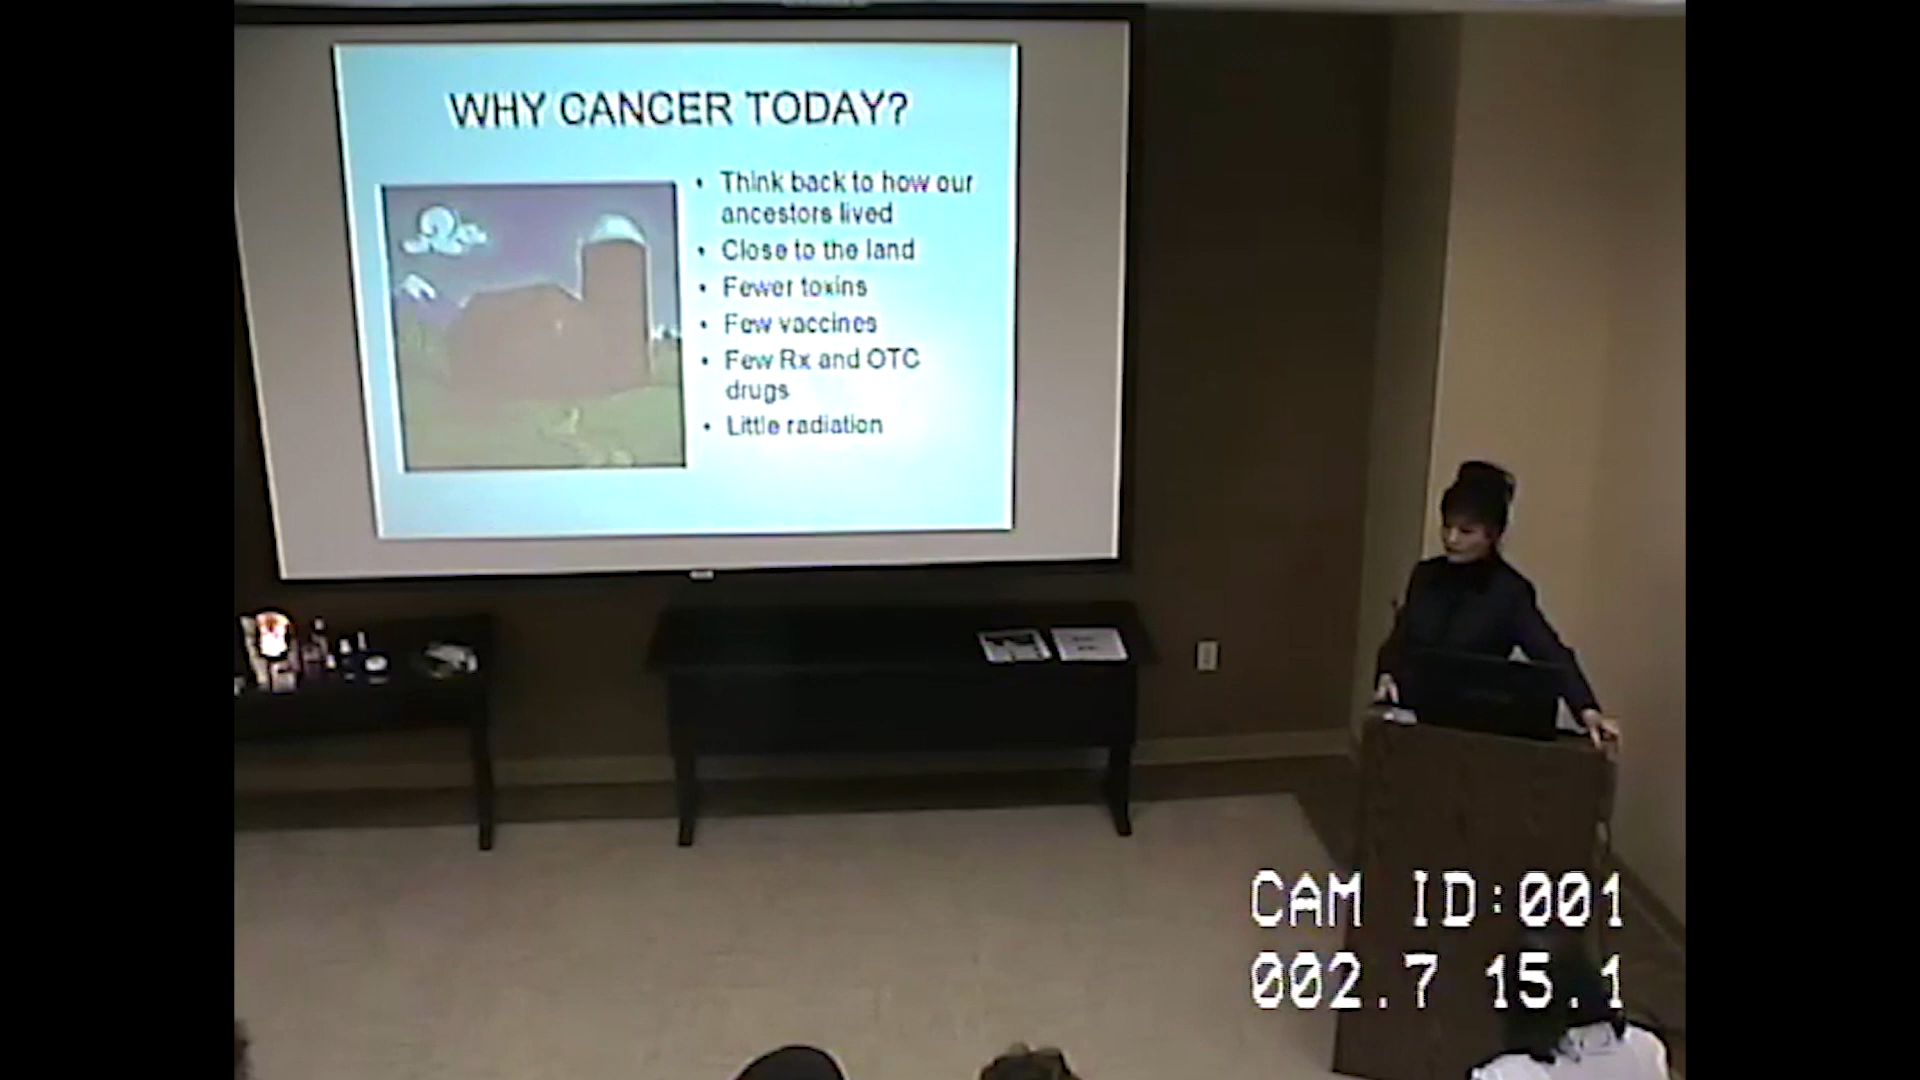 WHY CANCER TODAY?
• Think back to how our
ancestors lived
• Close to the land
• Fewer toxins
• Few vaccines
• Few Rx and OTC
drugs
• Little radiation
CAM ID:001
002.7 15.1